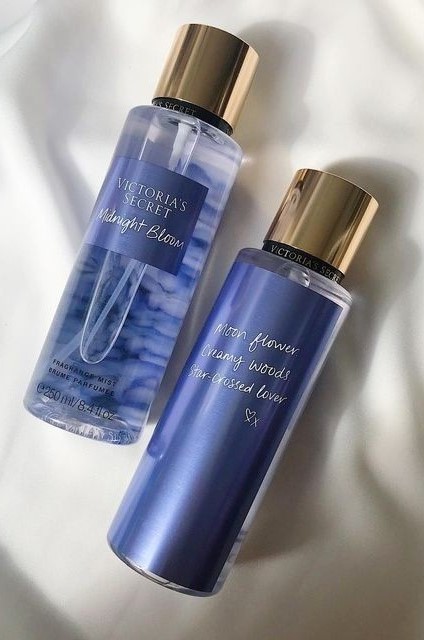 A'S SECRET
VICTORIA'S
SECRET
Midnight Bloom
FRAGRANCE MIST
BRUME PARFUMÉE
e 250 ml/8.4 fl oz
VICTORIA'S SECRE
Moon flower
Creamy Woods
Star-crossed lover
♡x